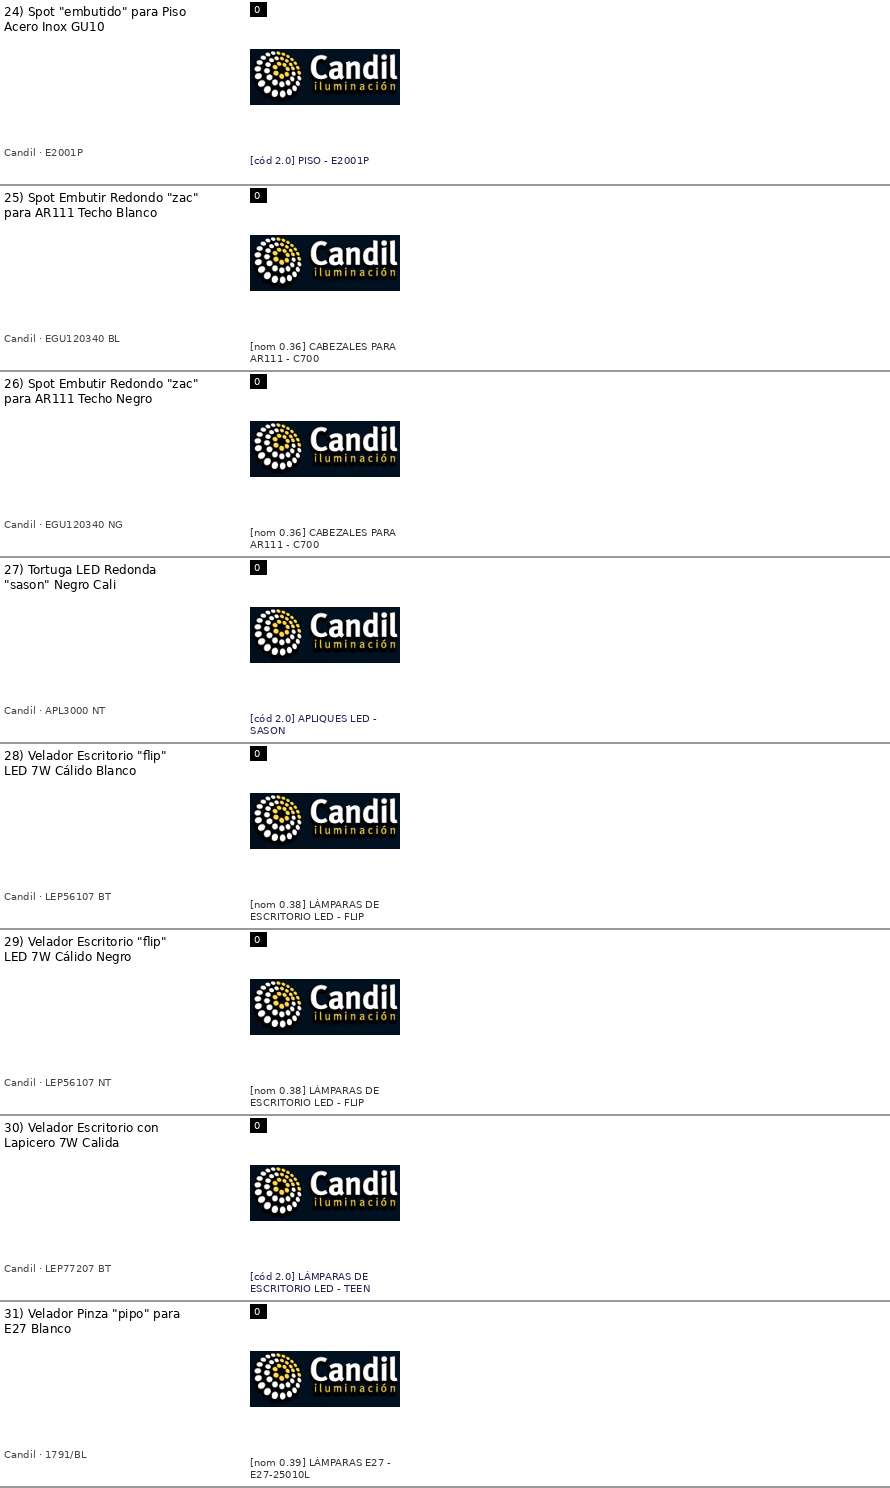 24) Spot "embutido" para Piso
Acero Inox GU10
0
Candil
iluminación
Candil · E2001P
[cód 2.0] PISO - E2001P
25) Spot Embutir Redondo "zac"
para AR111 Techo Blanco
0
Candil
iluminación
Candil · EGU120340 BL
[nom 0.36] CABEZALES PARA
AR111 - C700
26) Spot Embutir Redondo "zac"
para AR111 Techo Negro
0
Candil
iluminación
Candil · EGU120340 NG
[nom 0.36] CABEZALES PARA
AR111 - C700
27) Tortuga LED Redonda
"sason" Negro Cali
0
Candil
iluminación
Candil · APL3000 NT
[cód 2.0] APLIQUES LED -
SASON
28) Velador Escritorio "flip"
LED 7W Cálido Blanco
0
Candil
iluminación
Candil · LEP56107 BT
[nom 0.38] LÁMPARAS DE
ESCRITORIO LED - FLIP
29) Velador Escritorio "flip"
LED 7W Cálido Negro
0
Candil
iluminación
Candil · LEP56107 NT
[nom 0.38] LÁMPARAS DE
ESCRITORIO LED - FLIP
30) Velador Escritorio con
Lapicero 7W Calida
0
Candil
iluminación
Candil · LEP77207 BT
[cód 2.0] LÁMPARAS DE
ESCRITORIO LED - TEEN
31) Velador Pinza "pipo" para
E27 Blanco
0
Candil
iluminación
Candil · 1791/BL
[nom 0.39] LÁMPARAS E27 -
E27-25010L